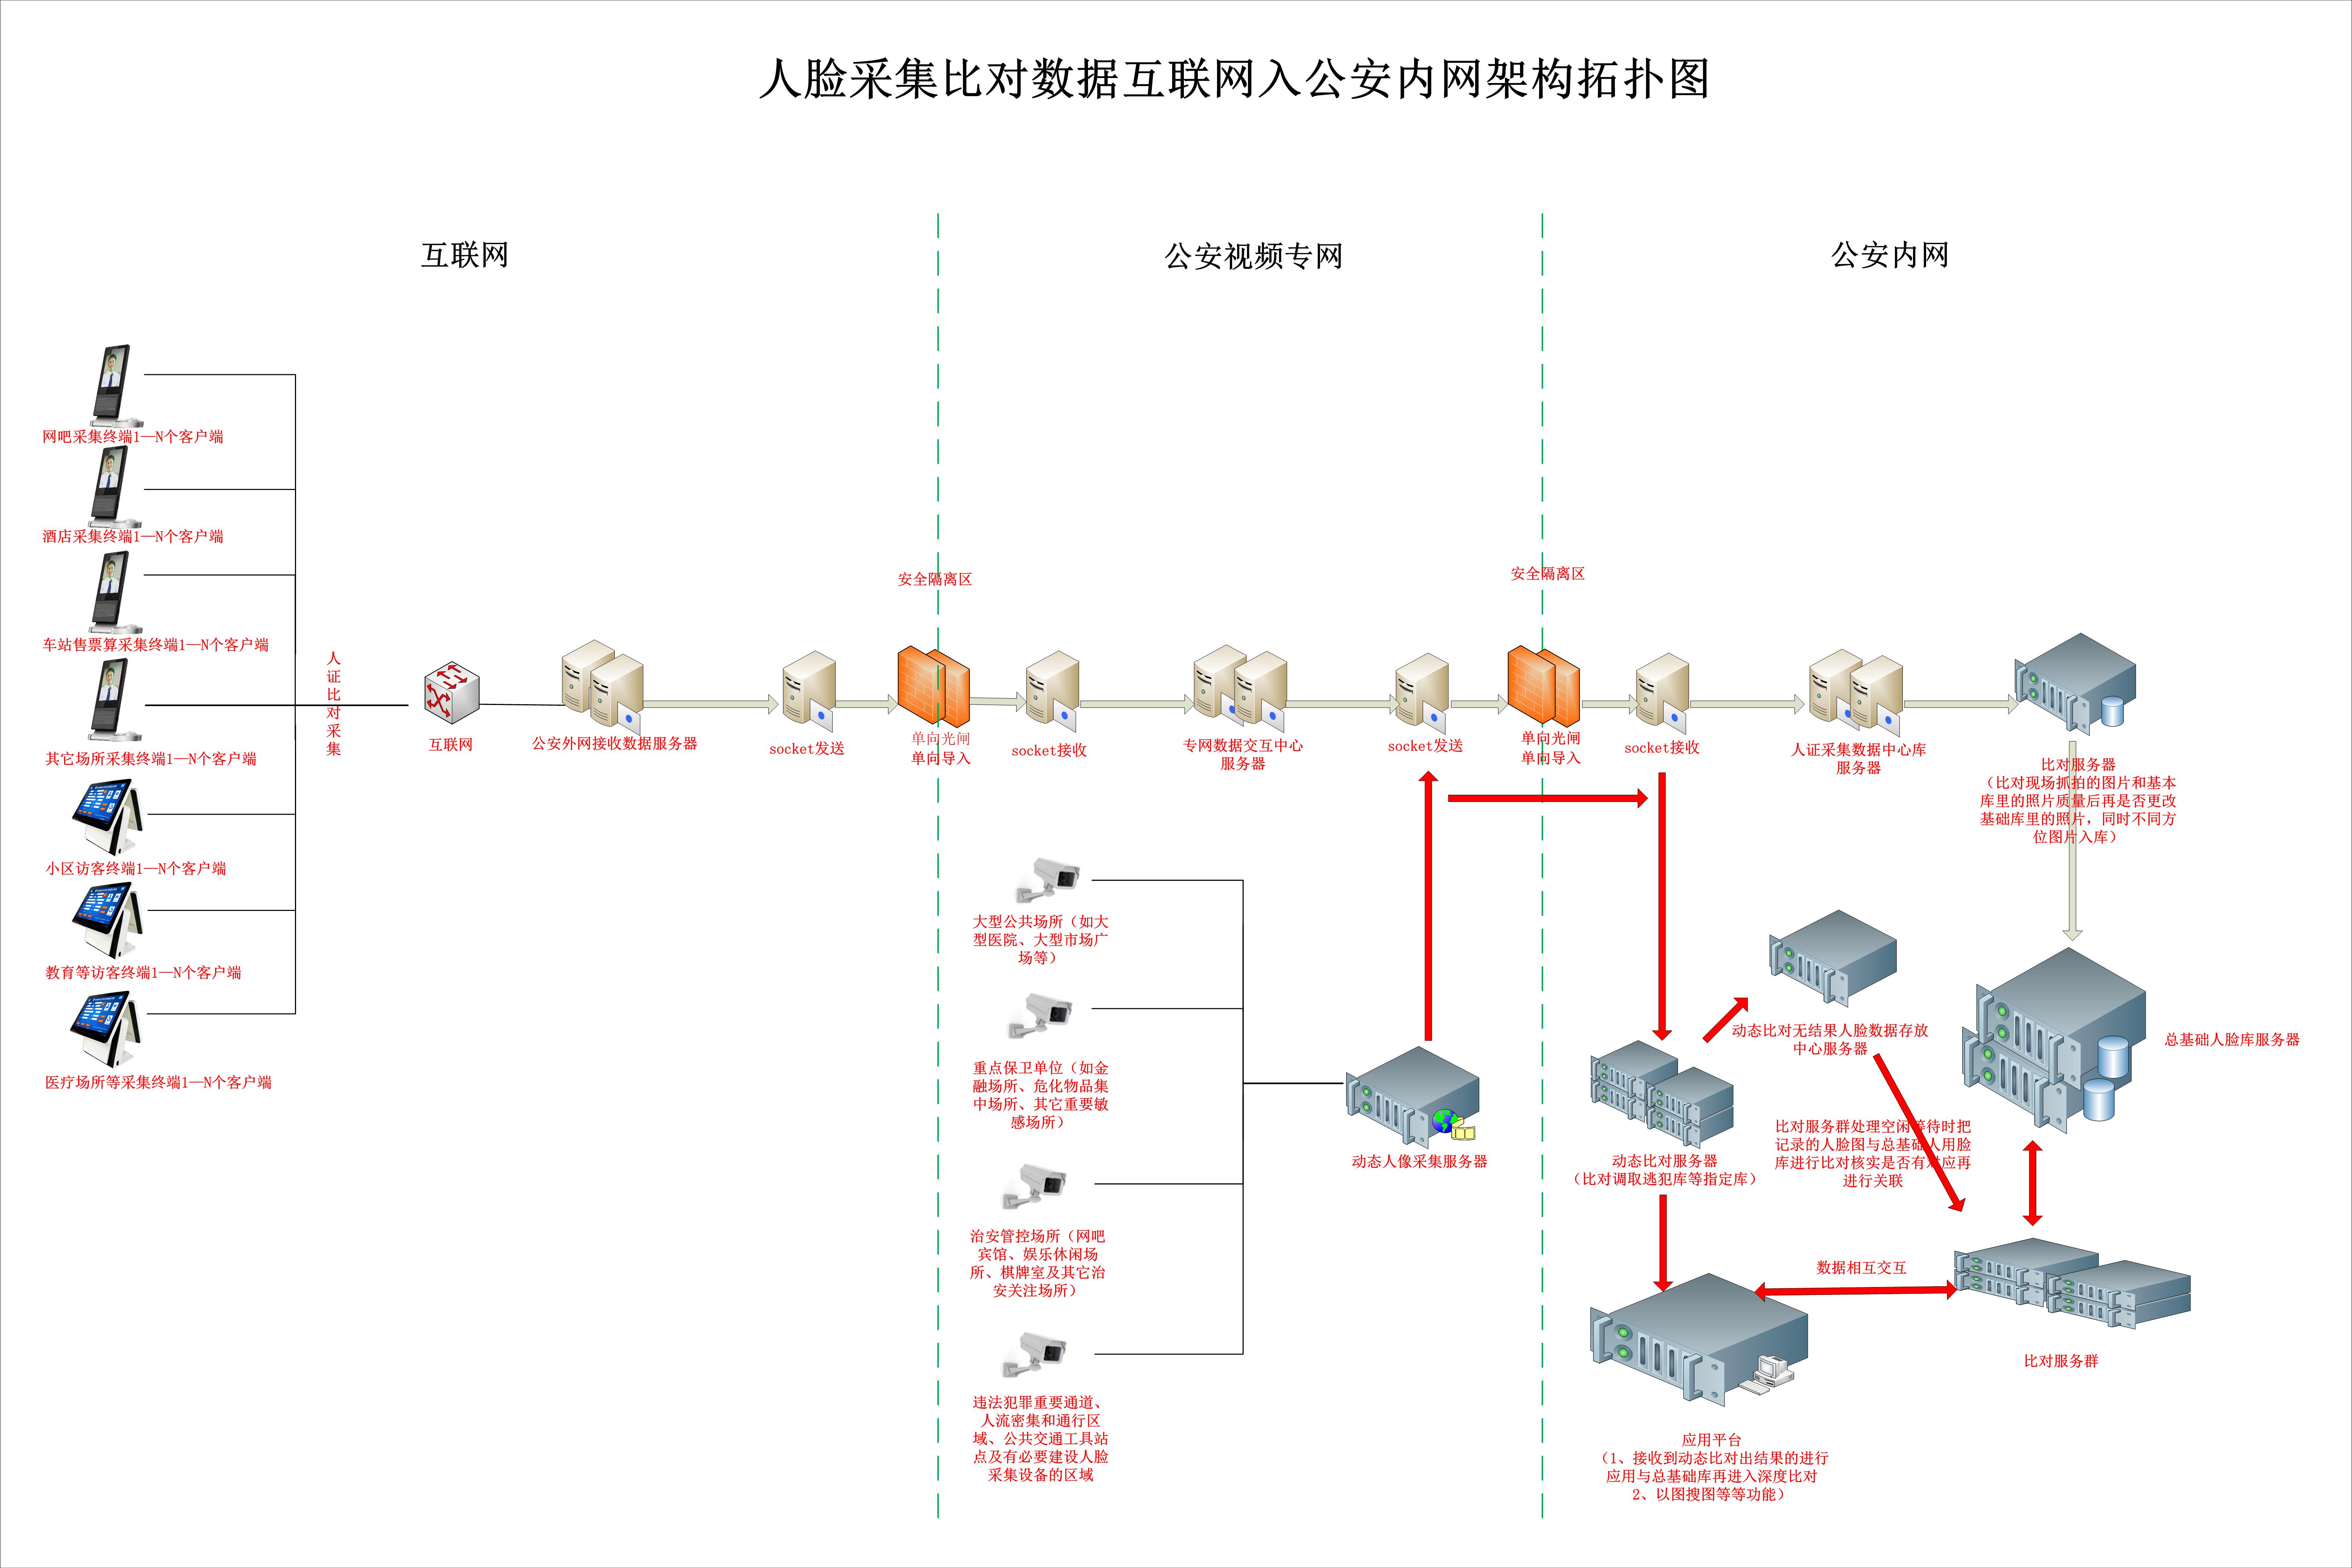 人脸采集比对数据互联网入公安内网架构拓扑图
互联网
公安视频专网
公安内网
网吧采集终端1—N个客户端
酒店采集终端1—N个客户端
车站售票算采集终端1—N个客户端
其它场所采集终端1—N个客户端
小区访客终端1—N个客户端
教育等访客终端1—N个客户端
医疗场所等采集终端1—N个客户端
人证比对采集
互联网
公安外网接收数据服务器
socket发送
安全隔离区
单向光闸
单向导入
socket接收
专网数据交互中心
服务器
socket发送
安全隔离区
单向光闸
单向导入
socket接收
人证采集数据中心库
服务器
比对服务器
（比对现场抓拍的图片和基本
库里的照片质量后再是否更改
基础库里的照片，同时不同方
位图片入库）
大型公共场所（如大
型医院、大型市场广
场等）
重点保卫单位（如金
融场所、危化物品集
中场所、其它重要敏
感场所）
治安管控场所（网吧
宾馆、娱乐休闲场
所、棋牌室及其它治
安关注场所）
违法犯罪重要通道、
人流密集和通行区
域、公共交通工具站
点及有必要建设人脸
采集设备的区域
动态人像采集服务器
动态比对服务器
（比对调取逃犯库等指定库）
动态比对无结果人脸数据存放
中心服务器
总基础人脸库服务器
比对服务群处理空闲等待时把
记录的人脸图与总基础人用脸
库进行比对核实是否有对应再
进行关联
数据相互交互
比对服务群
应用平台
（1、接收到动态比对出结果的进行
应用与总基础库再进入深度比对
2、以图搜图等等功能）